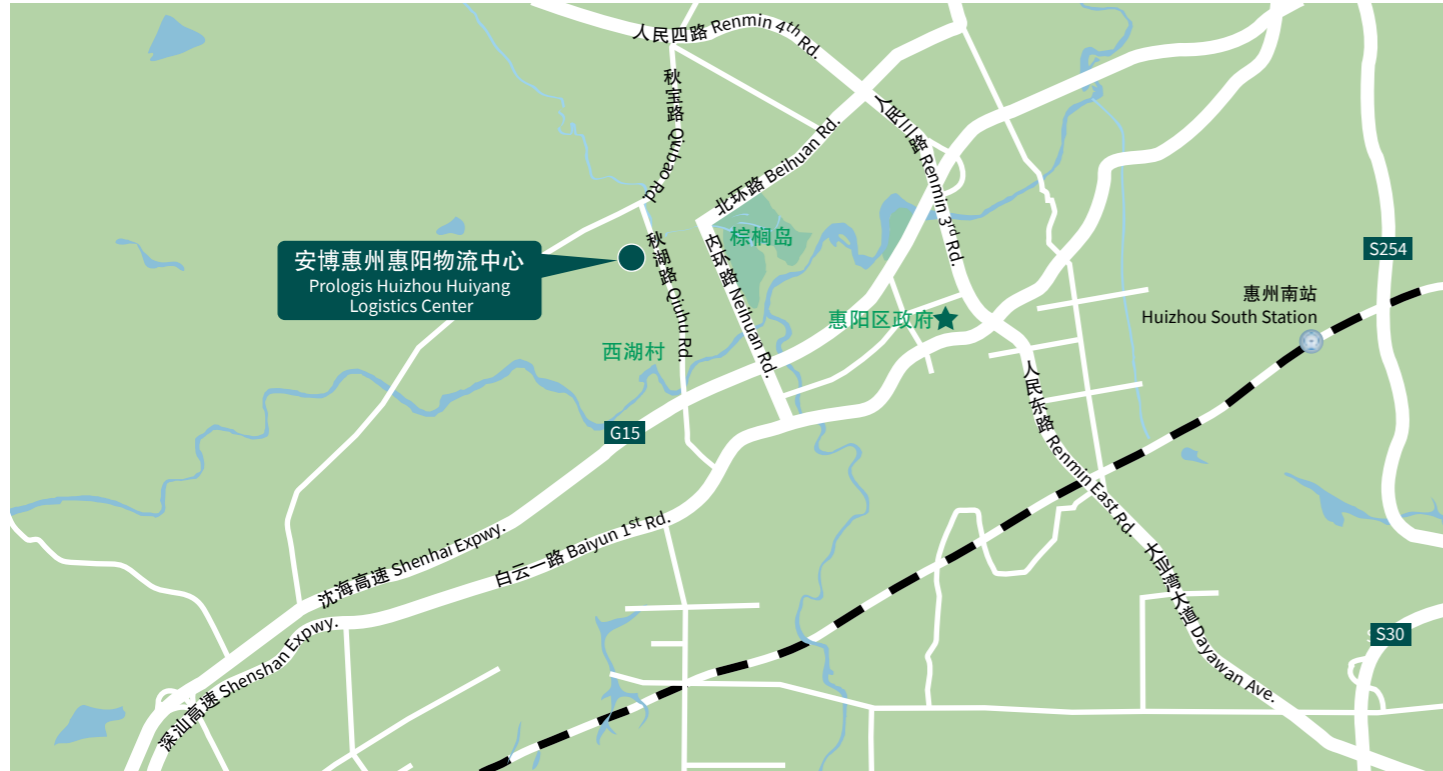 人民四路 Renmin 4th Rd.
秋宝路 Qiubao Rd.
人民三路 Renmin 3rd Rd.
北环路 Beihuan Rd.
棕榈岛
秋湖路 Qiuhu Rd.
内环路 Neihuan Rd.
安博惠州惠阳物流中心
Prologis Huizhou Huiyang
Logistics Center
S254
惠州南站
Huizhou South Station
惠阳区政府
西湖村
G15
人民东路 Renmin East Rd.
沈海高速 Shenhai Expwy.
白云一路 Baiyun 1st Rd.
大亚湾大道 Dayawan Ave.
深汕高速 Shenshan Expwy.
S30